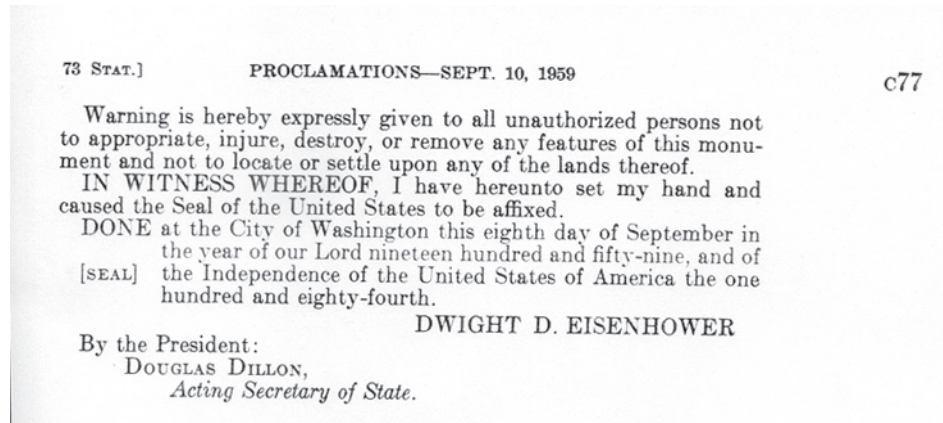 73 STAT.] PROCLAMATIONS—SEPT. 10, 1959 c77
Warning is hereby expressly given to all unauthorized persons not
to appropriate, injure, destroy, or remove any features of this monu-
ment and not to locate or settle upon any of the lands thereof.
IN WITNESS WHEREOF, I have hereunto set my hand and
caused the Seal of the United States to be affixed.
DONE at the City of Washington this eighth day of September in
the year of our Lord nineteen hundred and fifty-nine, and of
[SEAL] the Independence of the United States of America the one
hundred and eighty-fourth.
DWIGHT D. EISENHOWER
By the President:
DOUGLAS DILLON,
Acting Secretary of State.